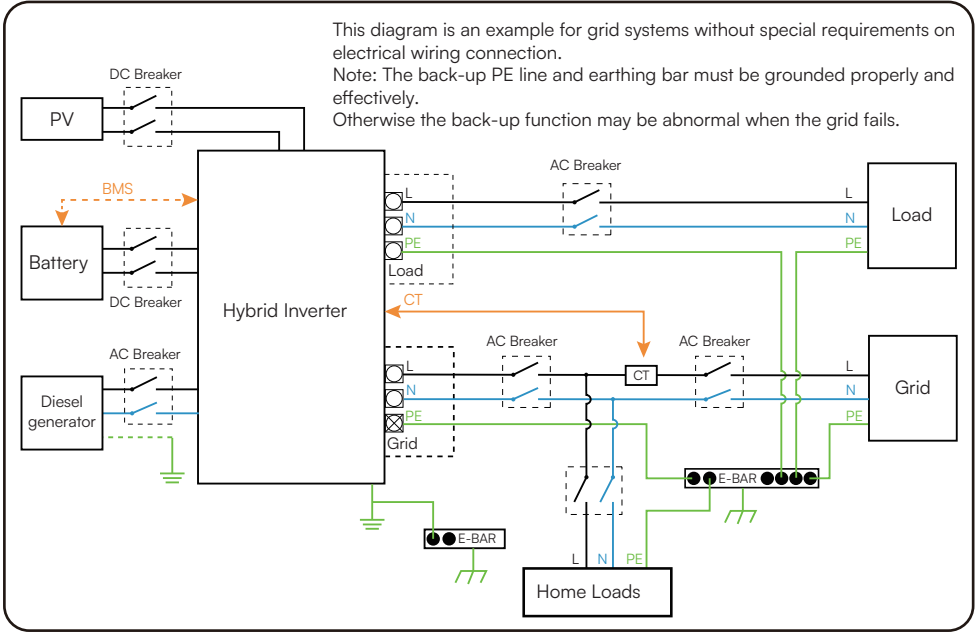 This diagram is an example for grid systems without special requirements on
electrical wiring connection.
Note: The back-up PE line and earthing bar must be grounded properly and
effectively.
Otherwise the back-up function may be abnormal when the grid fails.
DC Breaker
PV
BMS
Battery
DC Breaker
AC Breaker
Diesel
generator
Hybrid Inverter
L
N
PE
Load
AC Breaker
L
N
PE
Load
CT
AC Breaker
CT
AC Breaker
L
N
PE
Grid
L
N
PE
Grid
E-BAR
E-BAR
L
N
PE
Home Loads